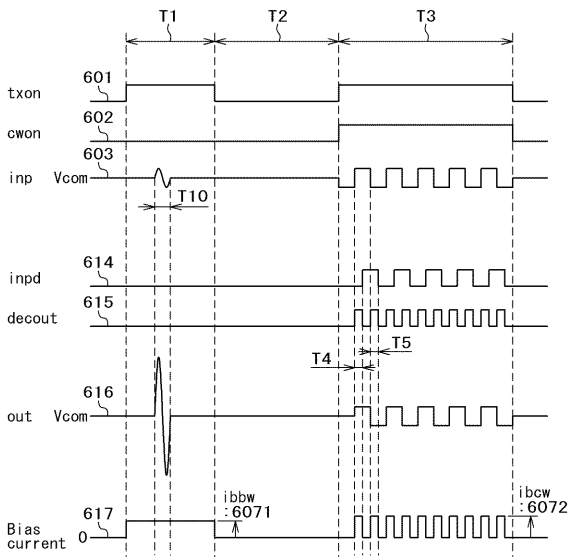 T1 T2 T3
601
txon
602
cwon
603
inp Vcom
T10
614
inpd
615
decout
T4 T5
616
out Vcom
617
ibbw
:6071
ibcw
:6072
Bias
current 0